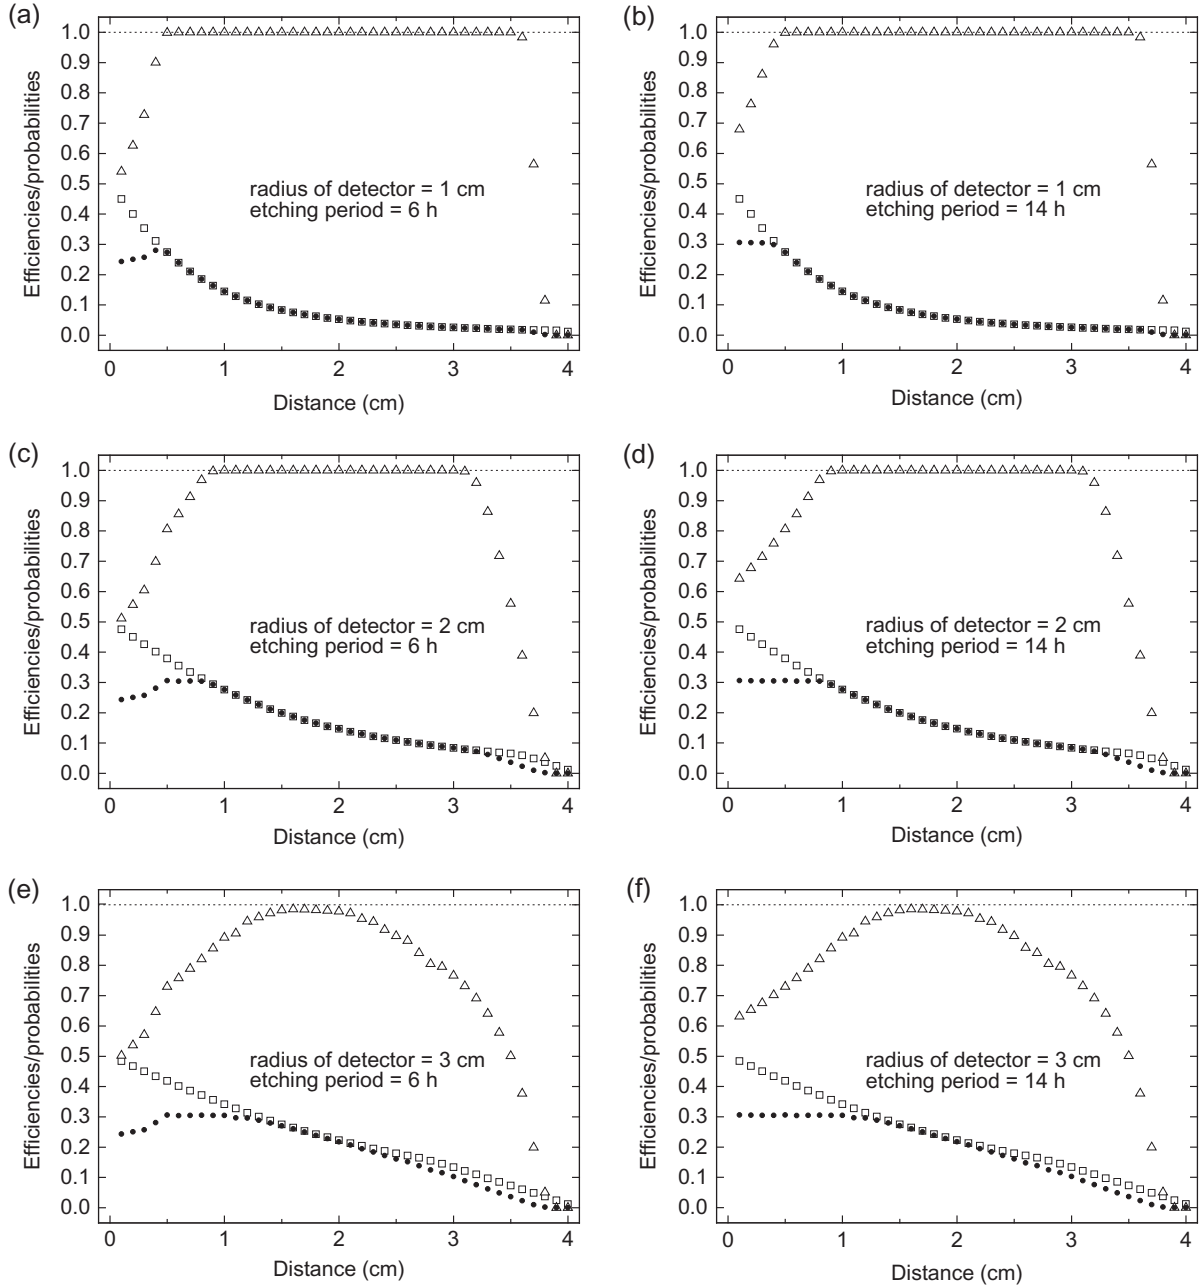 (a)
Efficiencies/probabilities
1.0
0.9
0.8
0.7
0.6
0.5
0.4
0.3
0.2
0.1
0.0
radius of detector = 1 cm
etching period = 6 h
0 1 2 3 4
Distance (cm)
(b)
Efficiencies/probabilities
1.0
0.9
0.8
0.7
0.6
0.5
0.4
0.3
0.2
0.1
0.0
radius of detector = 1 cm
etching period = 14 h
0 1 2 3 4
Distance (cm)
(c)
Efficiencies/probabilities
1.0
0.9
0.8
0.7
0.6
0.5
0.4
0.3
0.2
0.1
0.0
radius of detector = 2 cm
etching period = 6 h
0 1 2 3 4
Distance (cm)
(d)
Efficiencies/probabilities
1.0
0.9
0.8
0.7
0.6
0.5
0.4
0.3
0.2
0.1
0.0
radius of detector = 2 cm
etching period = 14 h
0 1 2 3 4
Distance (cm)
(e)
Efficiencies/probabilities
1.0
0.9
0.8
0.7
0.6
0.5
0.4
0.3
0.2
0.1
0.0
radius of detector = 3 cm
etching period = 6 h
0 1 2 3 4
Distance (cm)
(f)
Efficiencies/probabilities
1.0
0.9
0.8
0.7
0.6
0.5
0.4
0.3
0.2
0.1
0.0
radius of detector = 3 cm
etching period = 14 h
0 1 2 3 4
Distance (cm)